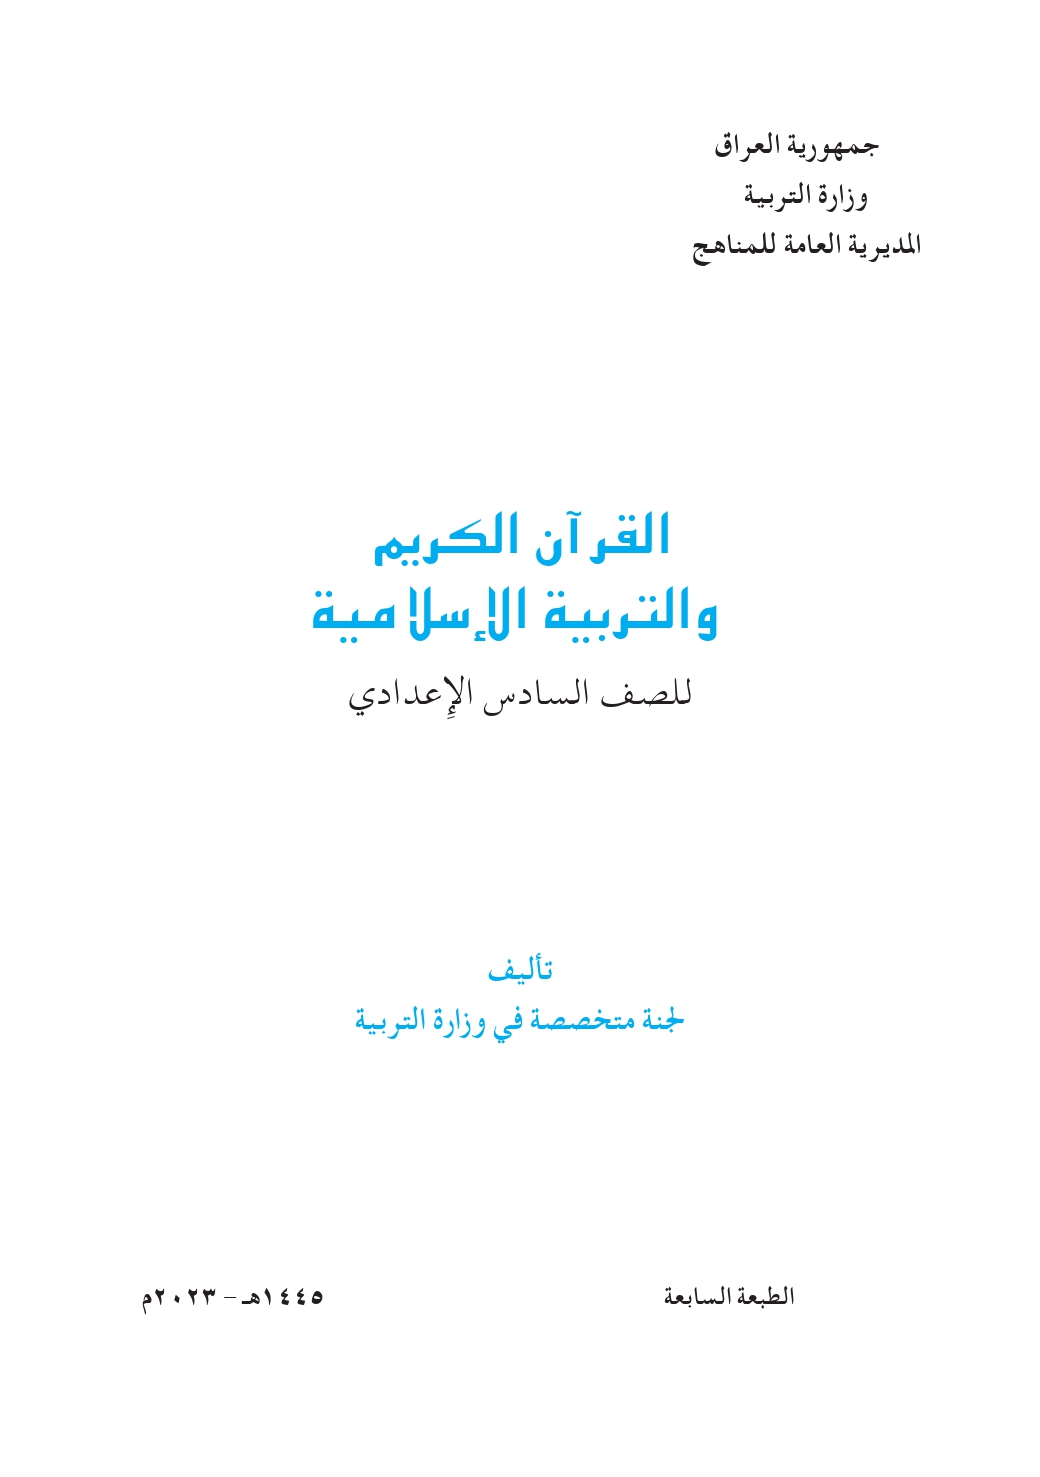 جمهورية العراق
وزارة التربية
المديرية العامة للمناهج
القرآن الكريم
والتربية الإسلامية
للصف السادس الإِعدادي
تأليف
لجنة متخصصة في وزارة التربية
الطبعة السابعة
١٤٤٥هـ – ٢٠٢٣م